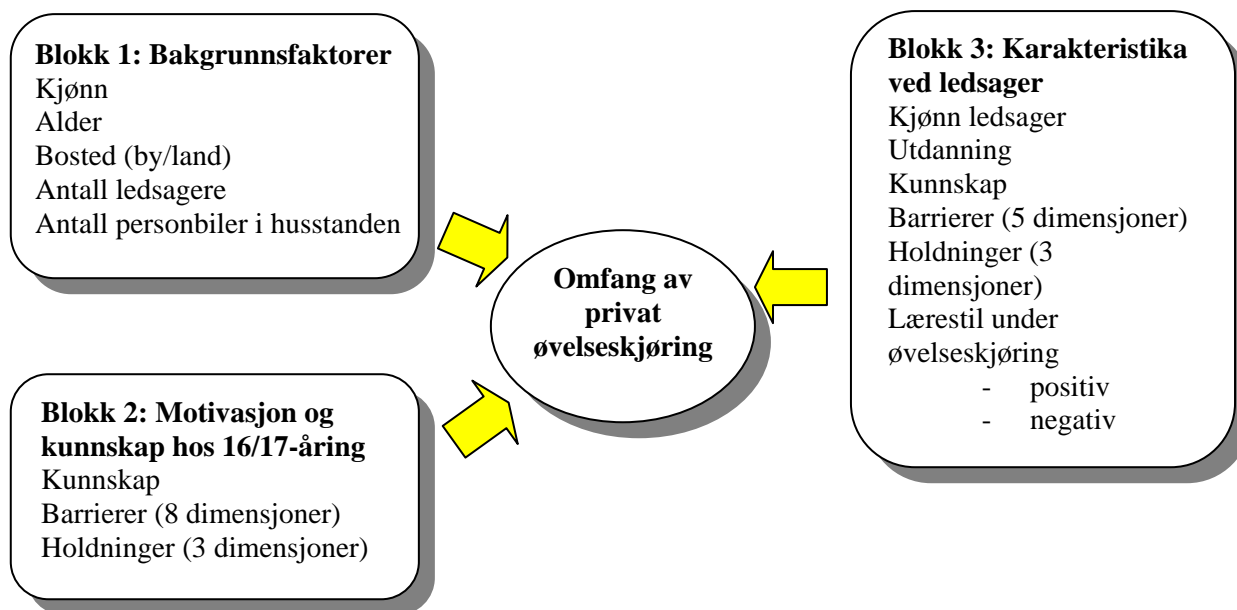 Blokk 1: Bakgrunnsfaktorer
Kjønn
Alder
Bosted (by/land)
Antall ledsagere
Antall personbiler i husstanden
Blokk 2: Motivasjon og
kunnskap hos 16/17-åring
Kunnskap
Barrierer (8 dimensjoner)
Holdninger (3 dimensjoner)
Omfang av
privat
øvelseskjøring
Blokk 3: Karakteristika
ved ledsager
Kjønn ledsager
Utdanning
Kunnskap
Barrierer (5 dimensjoner)
Holdninger (3
dimensjoner)
Lærestil under
øvelseskjøring
- positiv
- negativ